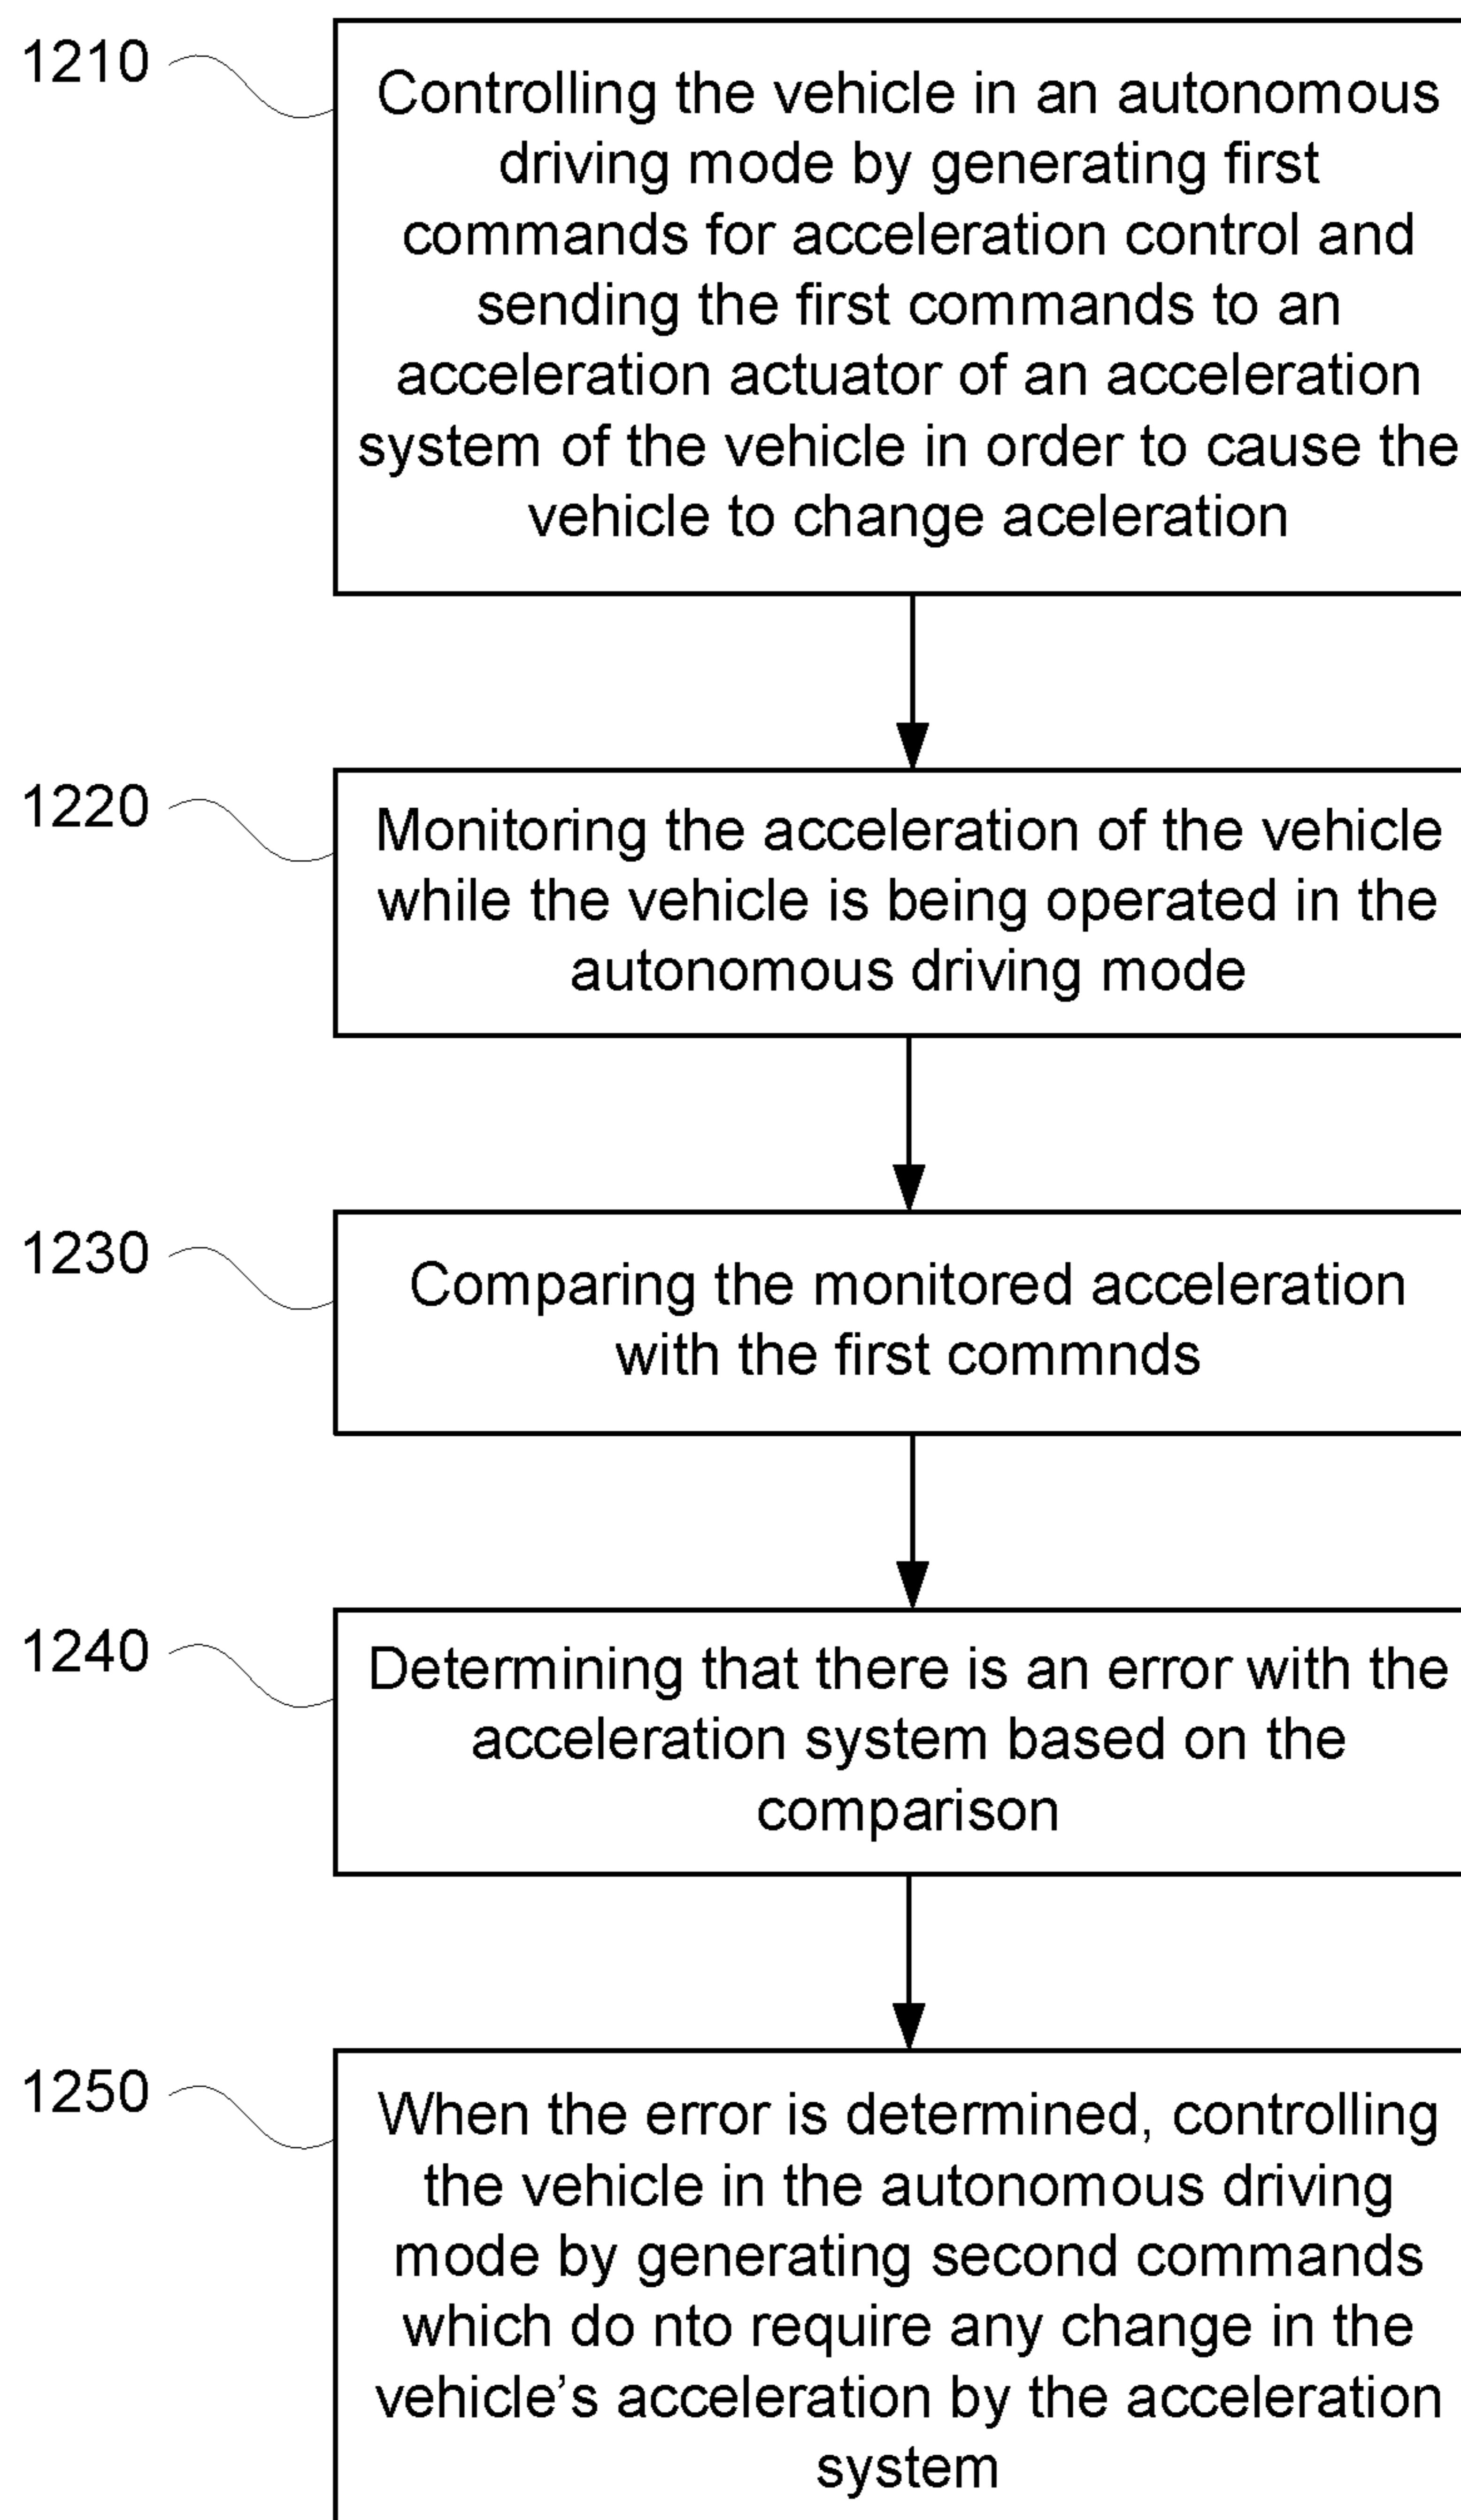 1210
Controlling the vehicle in an autonomous
driving mode by generating first
commands for acceleration control and
sending the first commands to an
acceleration actuator of an acceleration
system of the vehicle in order to cause the
vehicle to change aceleration
1220
Monitoring the acceleration of the vehicle
while the vehicle is being operated in the
autonomous driving mode
1230
Comparing the monitored acceleration
with the first commnds
1240
Determining that there is an error with the
acceleration system based on the
comparison
1250
When the error is determined, controlling
the vehicle in the autonomous driving
mode by generating second commands
which do nto require any change in the
vehicle’s acceleration by the acceleration
system